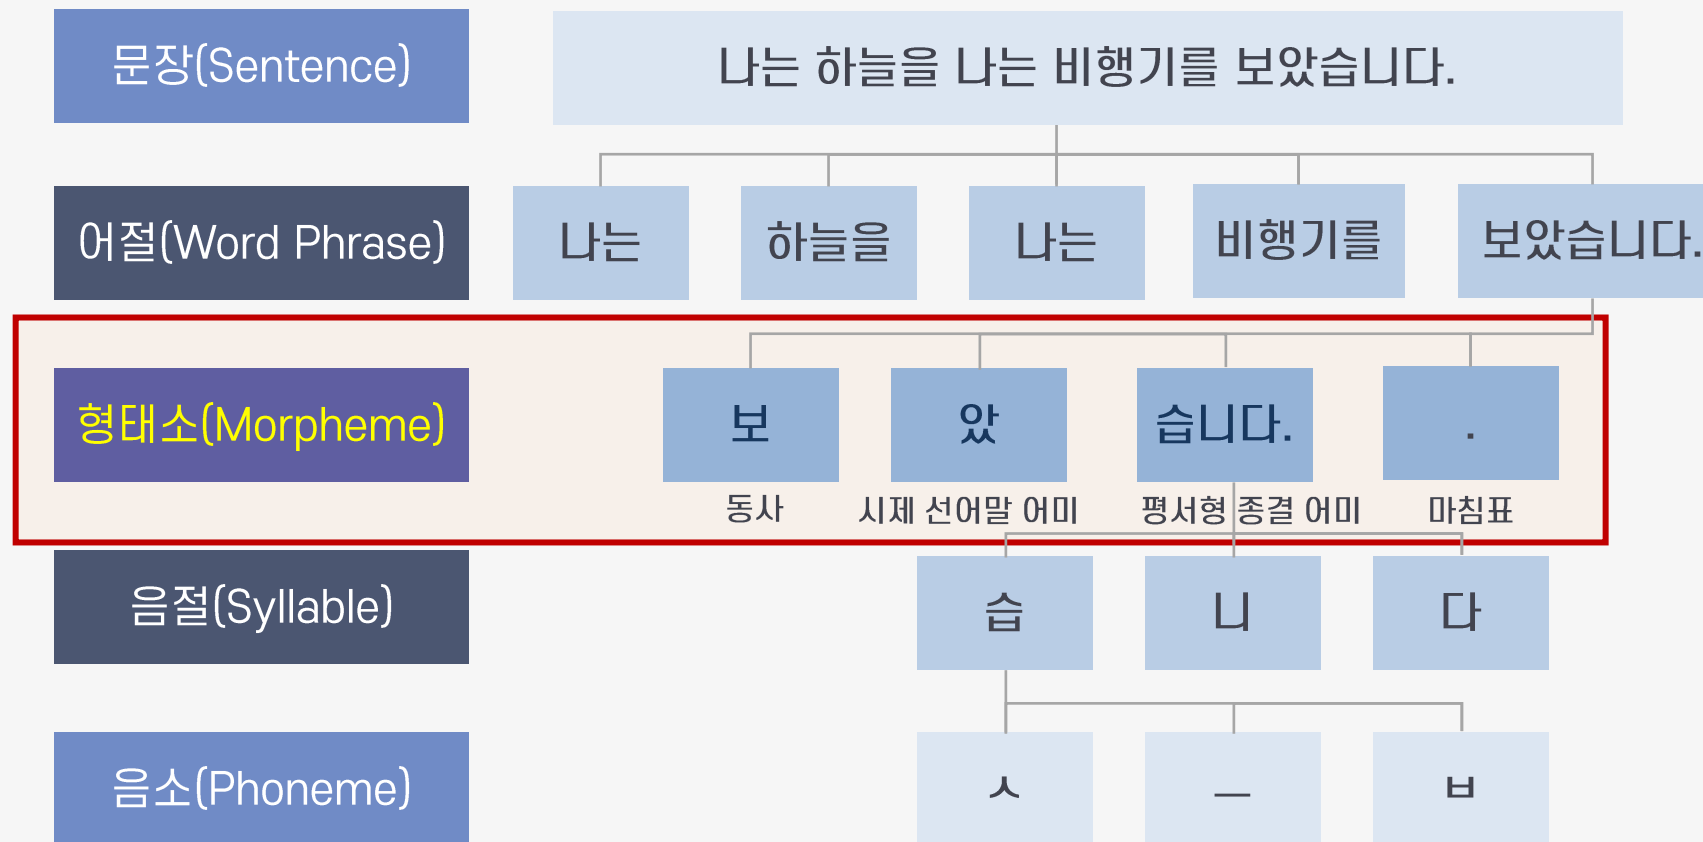 문장(Sentence)
나는 하늘을 나는 비행기를 보았습니다.
어절(Word Phrase)
나는
하늘을
나는
비행기를
보았습니다.
형태소(Morpheme)
보
았
습니다.
.
동사
시제 선어말 어미
평서형 종결 어미
마침표
음절(Syllable)
습
니
다
음소(Phoneme)
ㅅ
ㅡ
ㅂ